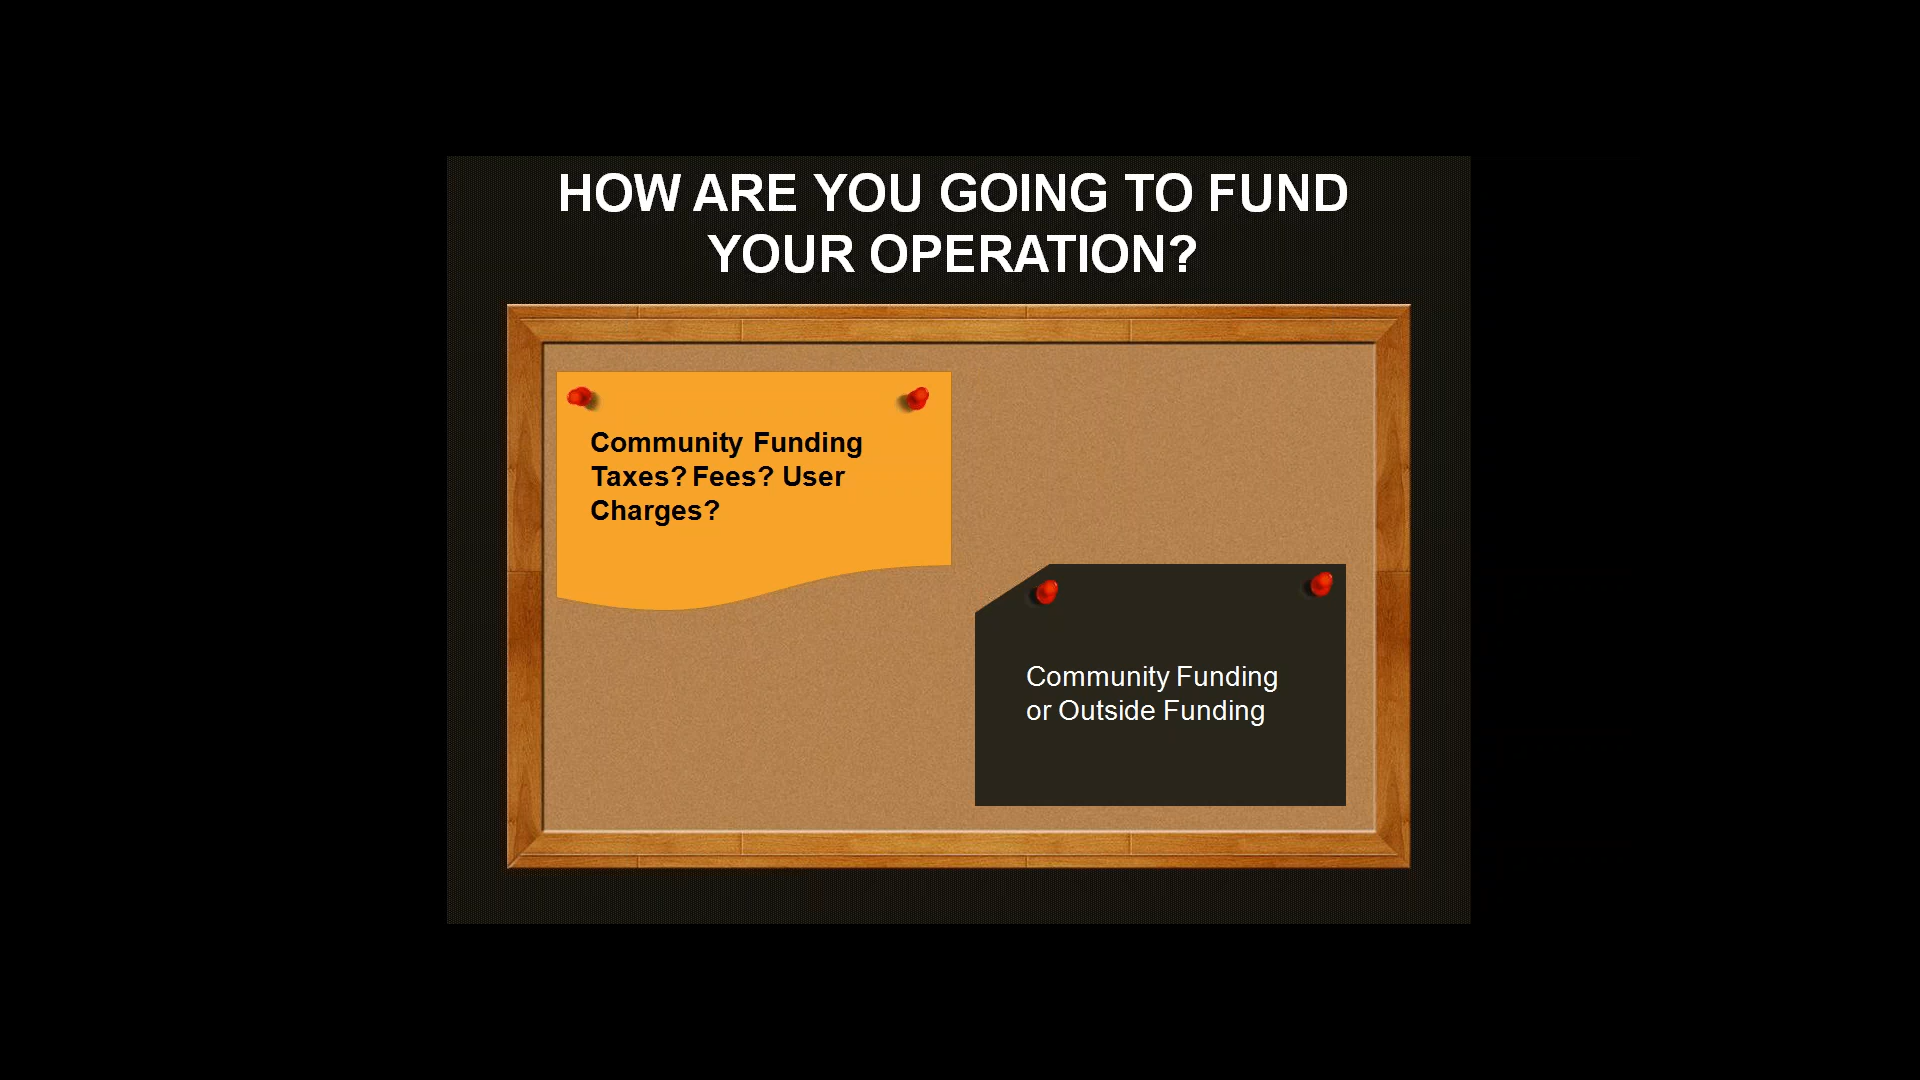 HOW ARE YOU GOING TO FUND
YOUR OPERATION?
Community Funding
Taxes? Fees? User
Charges?
Community Funding
or Outside Funding